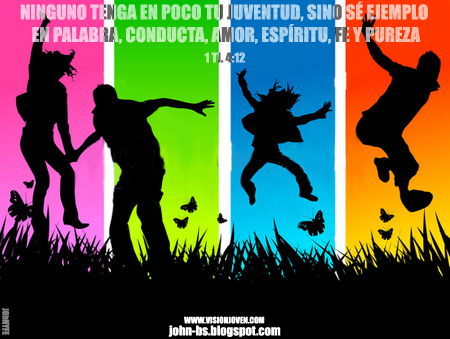 NINGUNO TENGA EN POCO TU JUVENTUD, SINO SÉ EJEMPLO
EN PALABRA, CONDUCTA, AMOR, ESPÍRITU, FE Y PUREZA
1 TI. 4:12
WWW.VISIONJOVEN.COM
john-bs.blogspot.com